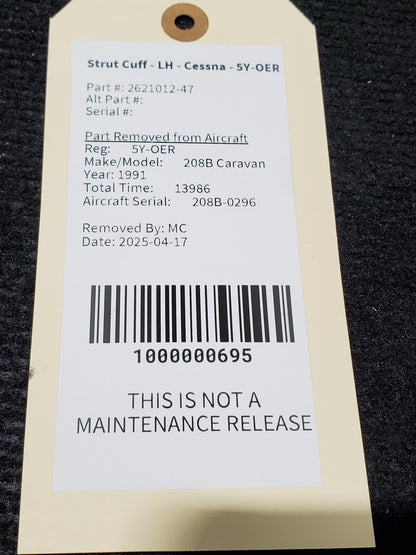 Strut Cuff - LH - Cessna - 5Y-OER
Part #: 2621012-47
Alt Part #:
Serial #:
Part Removed from Aircraft
Reg: 5Y-OER
Make/Model: 208B Caravan
Year: 1991
Total Time: 13986
Aircraft Serial: 208B-0296
Removed By: MC
Date: 2025-04-17
1000000695
THIS IS NOT A
MAINTENANCE RELEASE